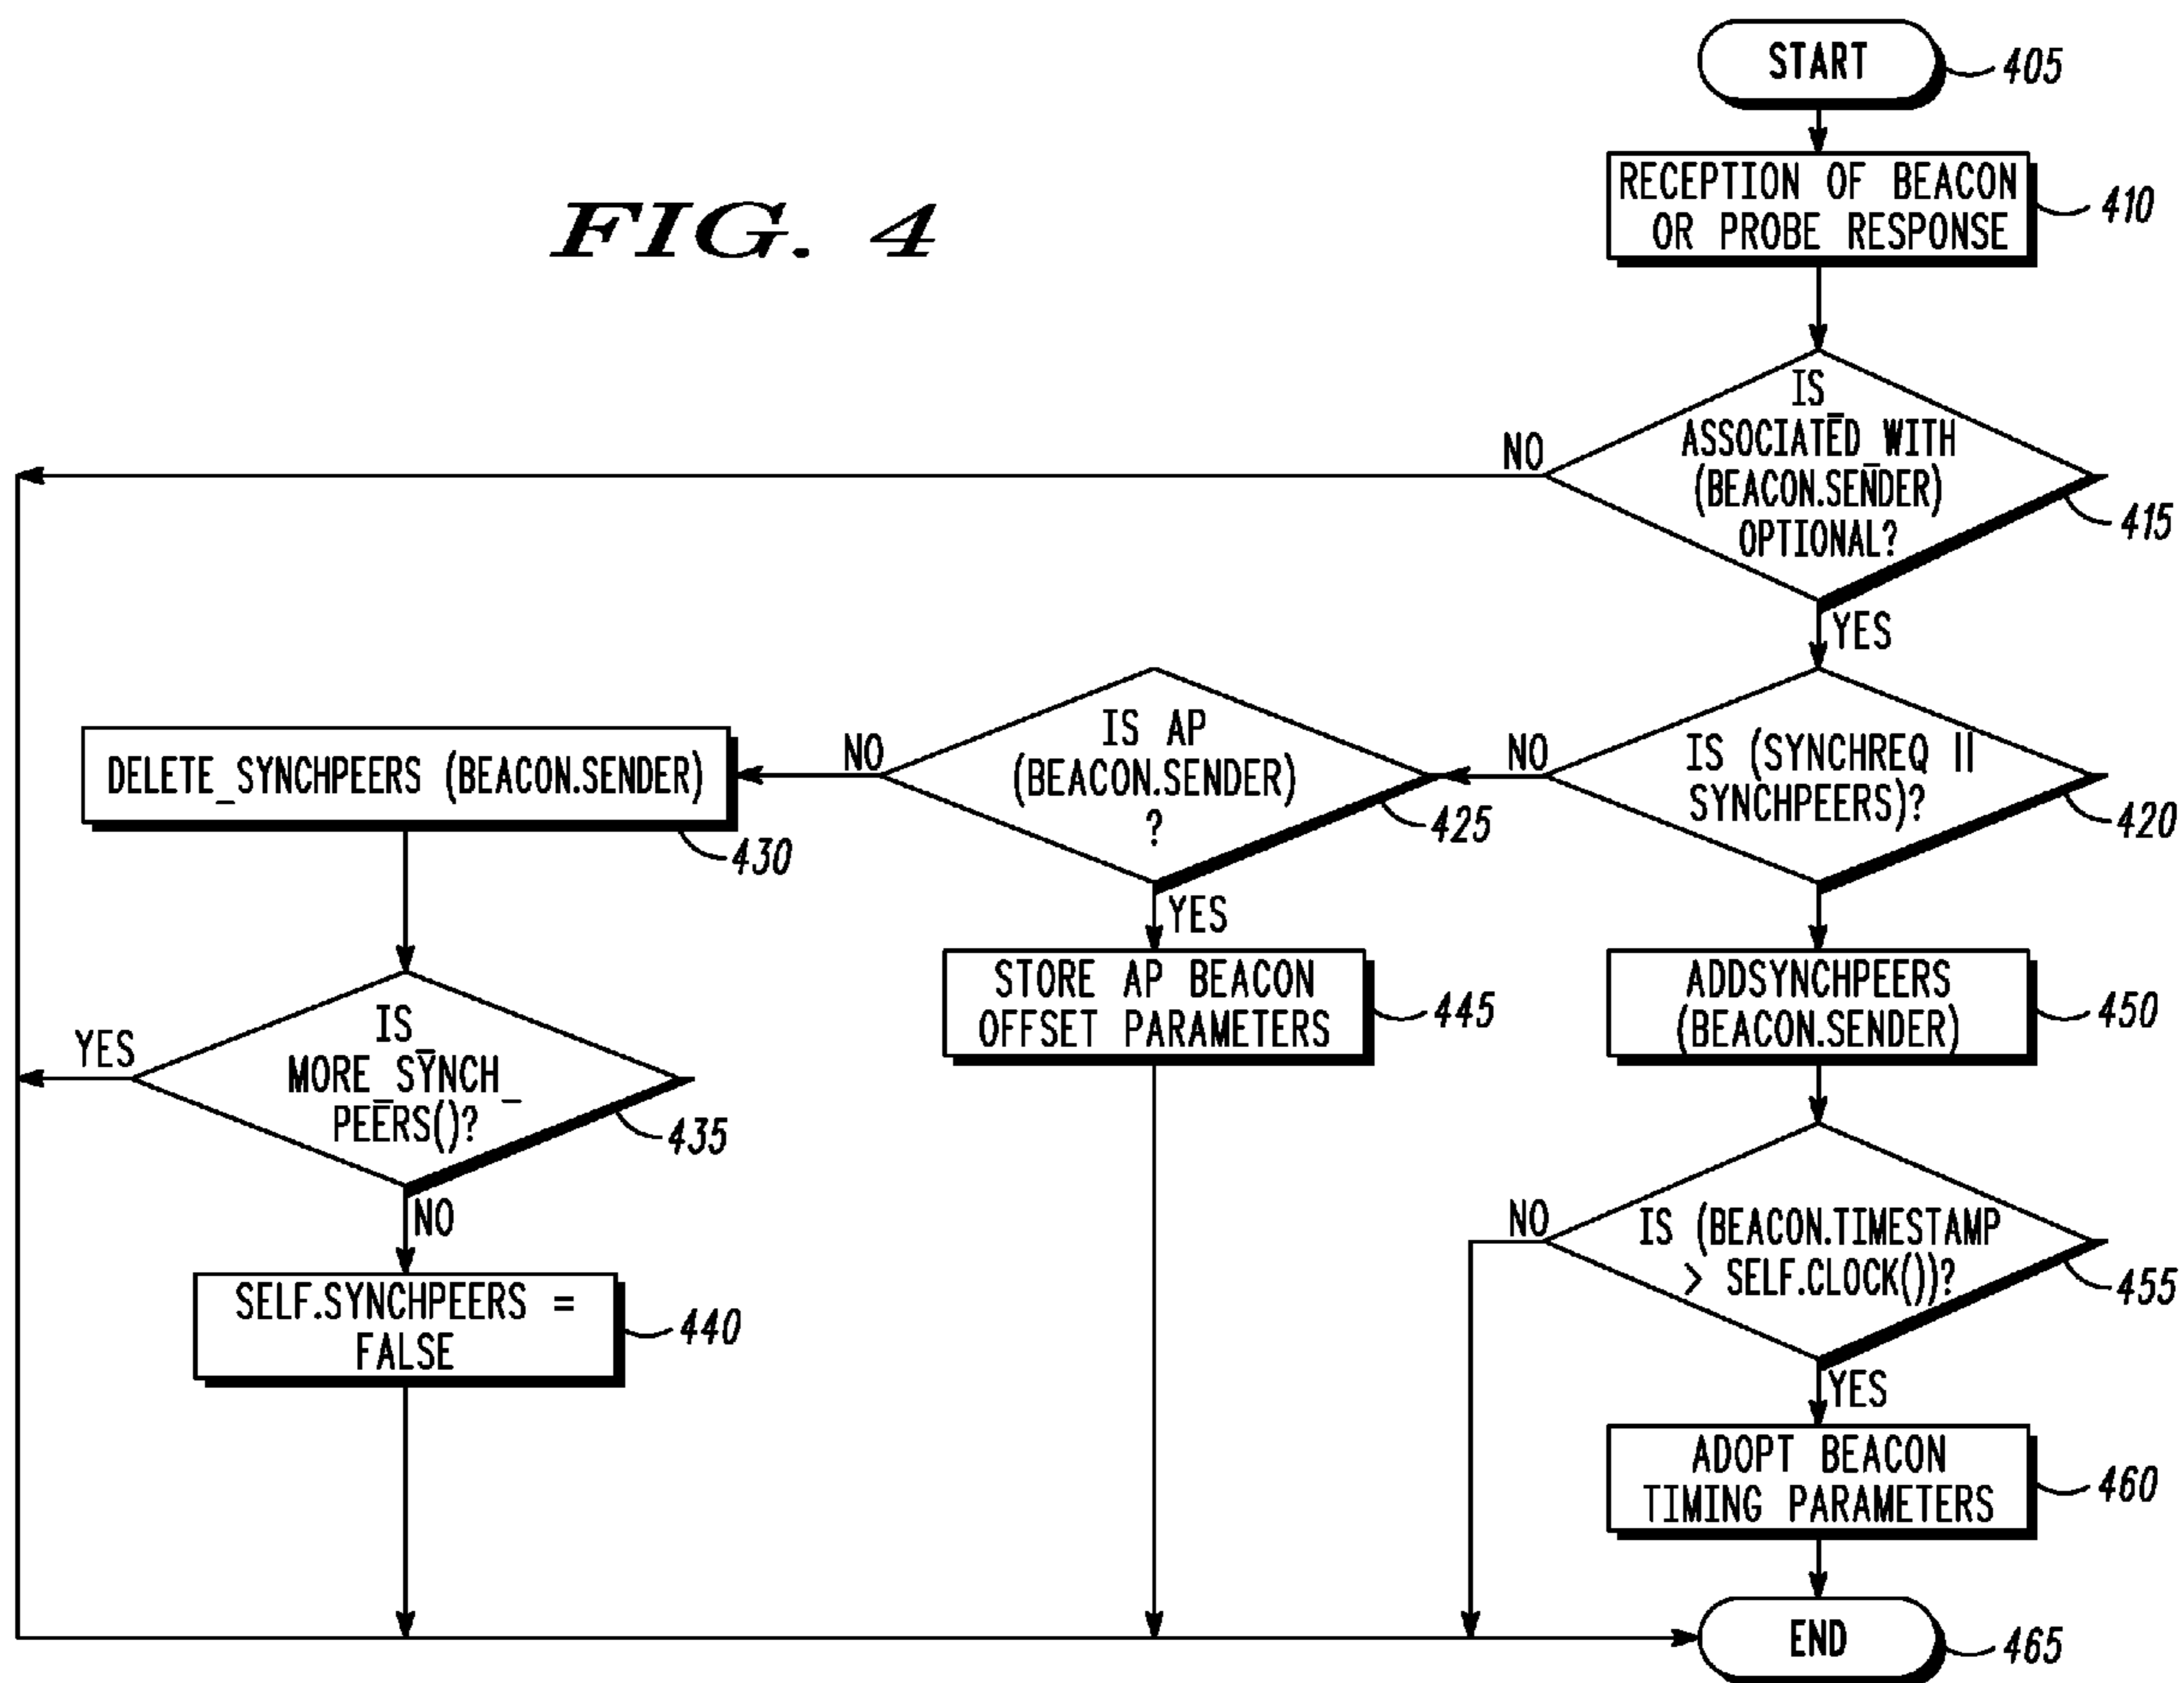 FIG. 4
START
405
RECEPTION OF BEACON
OR PROBE RESPONSE
410
IS_
ASSOCIATED_WITH_
(BEACON.SENDER)
OPTIONAL?
415
NO
YES
IS (SYNCHREQ ||
SYNCHPEERS)?
420
NO
IS AP
(BEACON.SENDER)
?
425
NO
YES
DELETE_SYNCHPEERS (BEACON.SENDER)
430
IS_
MORE_SYNCH_
PEERS()?
435
YES
NO
SELF.SYNCHPEERS =
FALSE
440
STORE AP BEACON
OFFSET PARAMETERS
445
ADDSYNCHPEERS
(BEACON.SENDER)
450
IS (BEACON.TIMESTAMP
> SELF.CLOCK())?
455
NO
YES
ADOPT BEACON
TIMING PARAMETERS
460
END
465